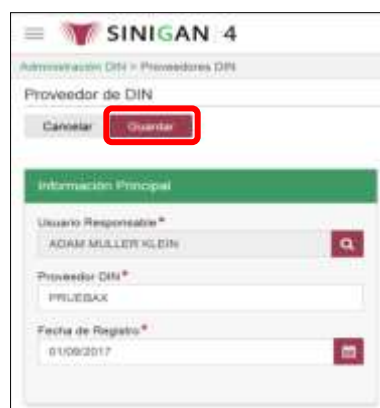 SINIGAN 4
Administración DIN > Proveedores DIN
Proveedor de DIN
Cancelar Guardar
Información Principal
Usuario Responsable*
ADAM MULLER KLEIN
Proveedor DIN*
PRUEBAX
Fecha de Registro*
01/09/2017